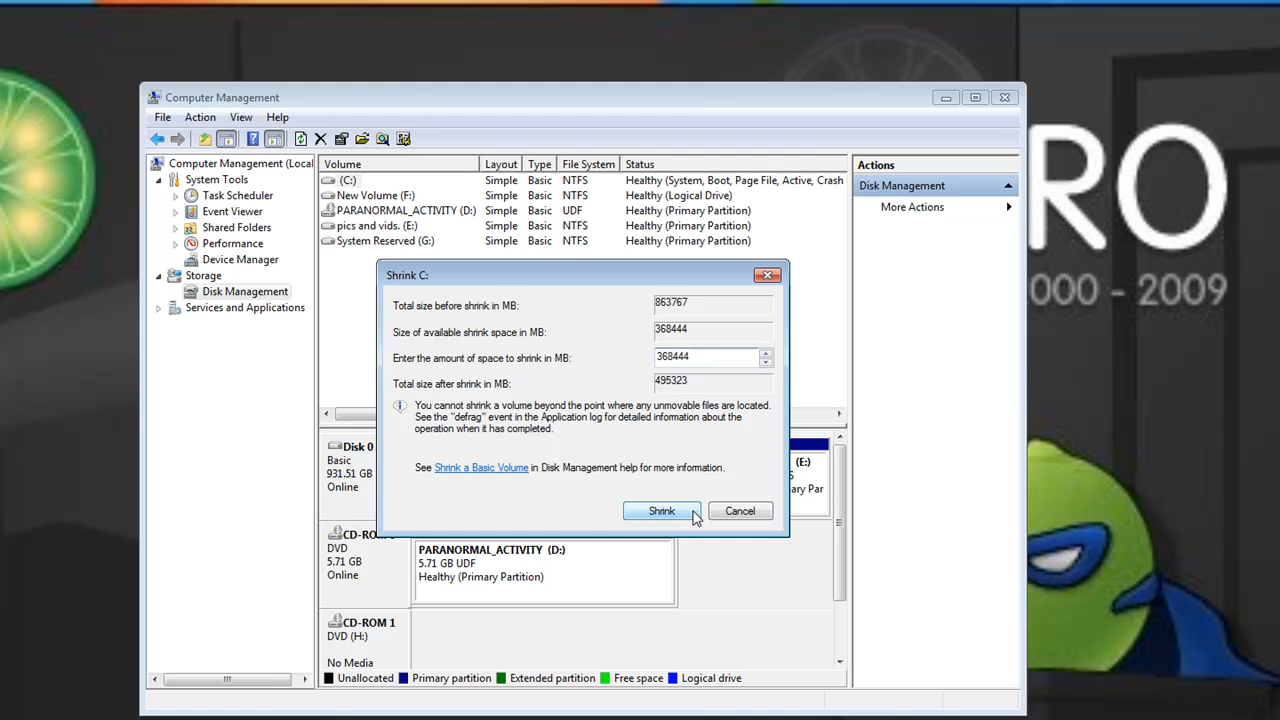 Computer Management
File Action View Help
Computer Management (Local
System Tools
Task Scheduler
Event Viewer
Shared Folders
Performance
Device Manager
Storage
Disk Management
Services and Applications
Volume Layout Type File System Status
(C:) Simple Basic NTFS Healthy (System, Boot, Page File, Active, Crash
New Volume (F:) Simple Basic NTFS Healthy (Logical Drive)
PARANORMAL_ACTIVITY (D:) Simple Basic UDF Healthy (Primary Partition)
pics and vids. (E:) Simple Basic NTFS Healthy (Primary Partition)
System Reserved (G:) Simple Basic NTFS Healthy (Primary Partition)
Actions
Disk Management
More Actions
RO
000 - 2009
Shrink C:
Total size before shrink in MB: 863767
Size of available shrink space in MB: 368444
Enter the amount of space to shrink in MB: 368444
Total size after shrink in MB: 495323
You cannot shrink a volume beyond the point where any unmovable files are located.
See the "defrag" event in the Application log for detailed information about the
operation when it has completed.
See Shrink a Basic Volume in Disk Management help for more information.
Shrink Cancel
Disk 0
Basic
931.51 GB
Online
(E:)
S
ary Par
CD-ROM
DVD
5.71 GB
Online
PARANORMAL_ACTIVITY (D:)
5.71 GB UDF
Healthy (Primary Partition)
CD-ROM 1
DVD (H:)
No Media
Unallocated Primary partition Extended partition Free space Logical drive